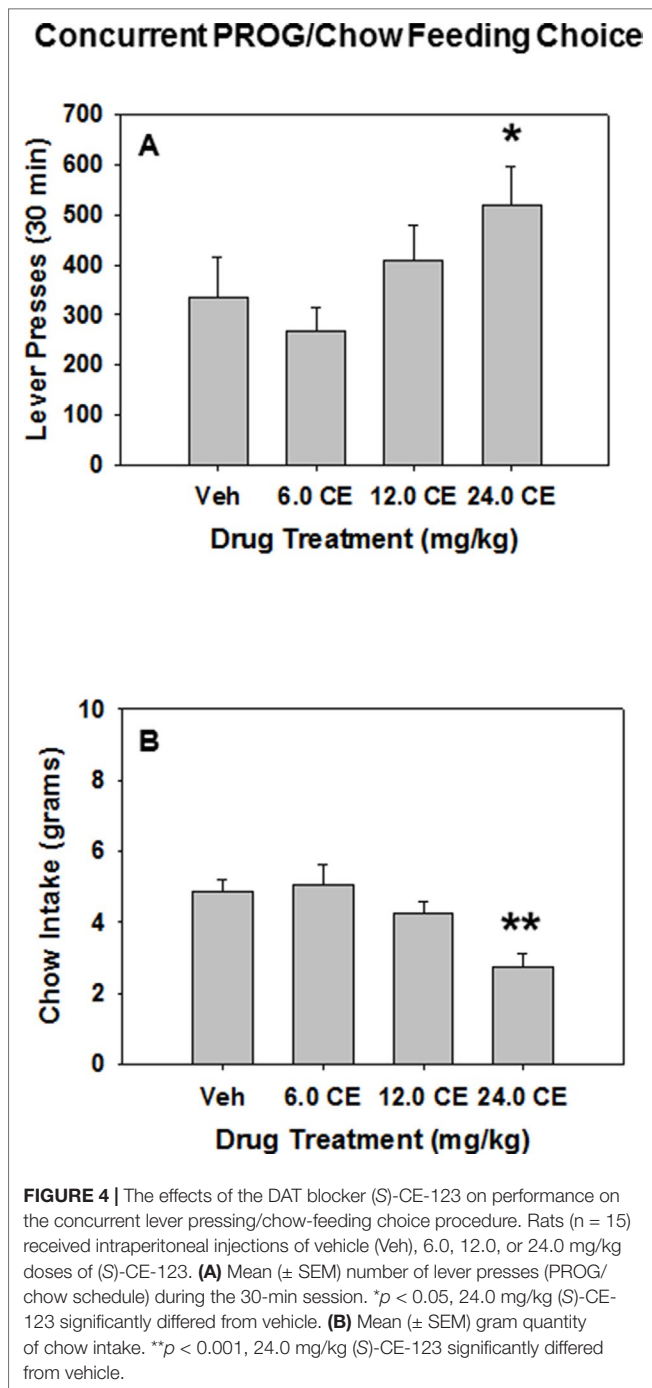 Concurrent PROG/Chow Feeding Choice
700
600
500
400
300
200
100
0
Lever Presses (30 min)
A
*
Veh 6.0 CE 12.0 CE 24.0 CE
Drug Treatment (mg/kg)
10
8
6
4
2
0
Chow Intake (grams)
B
**
Veh 6.0 CE 12.0 CE 24.0 CE
Drug Treatment (mg/kg)
FIGURE 4 | The effects of the DAT blocker (S)-CE-123 on performance on
the concurrent lever pressing/chow-feeding choice procedure. Rats (n = 15)
received intraperitoneal injections of vehicle (Veh), 6.0, 12.0, or 24.0 mg/kg
doses of (S)-CE-123. (A) Mean (± SEM) number of lever presses (PROG/
chow schedule) during the 30-min session. *p < 0.05, 24.0 mg/kg (S)-CE-
123 significantly differed from vehicle. (B) Mean (± SEM) gram quantity
of chow intake. **p < 0.001, 24.0 mg/kg (S)-CE-123 significantly differed
from vehicle.